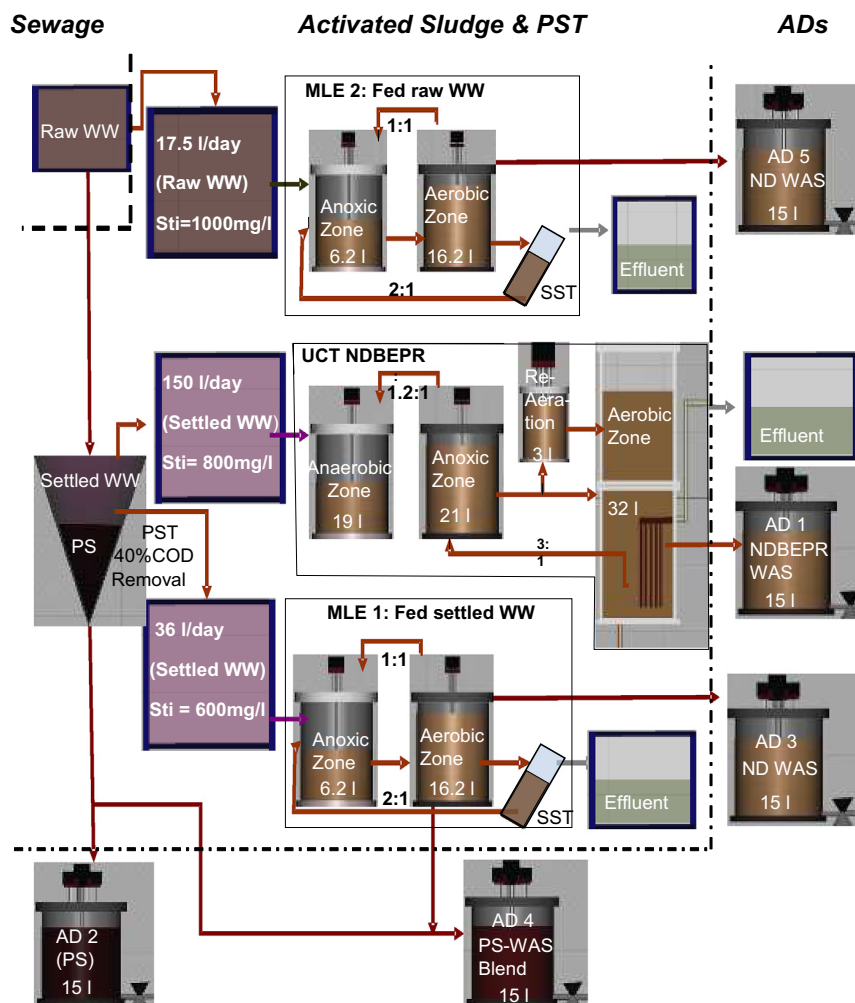 Sewage
Activated Sludge & PST
ADs
Raw WW
17.5 l/day
(Raw WW)
Sti=1000mg/l
MLE 2: Fed raw WW
1:1
Anoxic
Zone
6.2 l
Aerobic
Zone
16.2 l
2:1
SST
Effluent
AD 5
ND WAS
15 l
150 l/day
(Settled WW)
Sti= 800mg/l
UCT NDBEPR
:
1.2:1
Anaerobic
Zone
19 l
Anoxic
Zone
21 l
Re-
Aera-
tion
3 l
Aerobic
Zone
32 l
3:
1
Effluent
AD 1
NDBEPR
WAS
15 l
Settled WW
PS
PST
40%COD
Removal
36 l/day
(Settled WW)
Sti = 600mg/l
MLE 1: Fed settled WW
1:1
Anoxic
Zone
6.2 l
Aerobic
Zone
16.2 l
2:1
SST
Effluent
AD 3
ND WAS
15 l
AD 2
(PS)
15 l
AD 4
PS-WAS
Blend
15 l